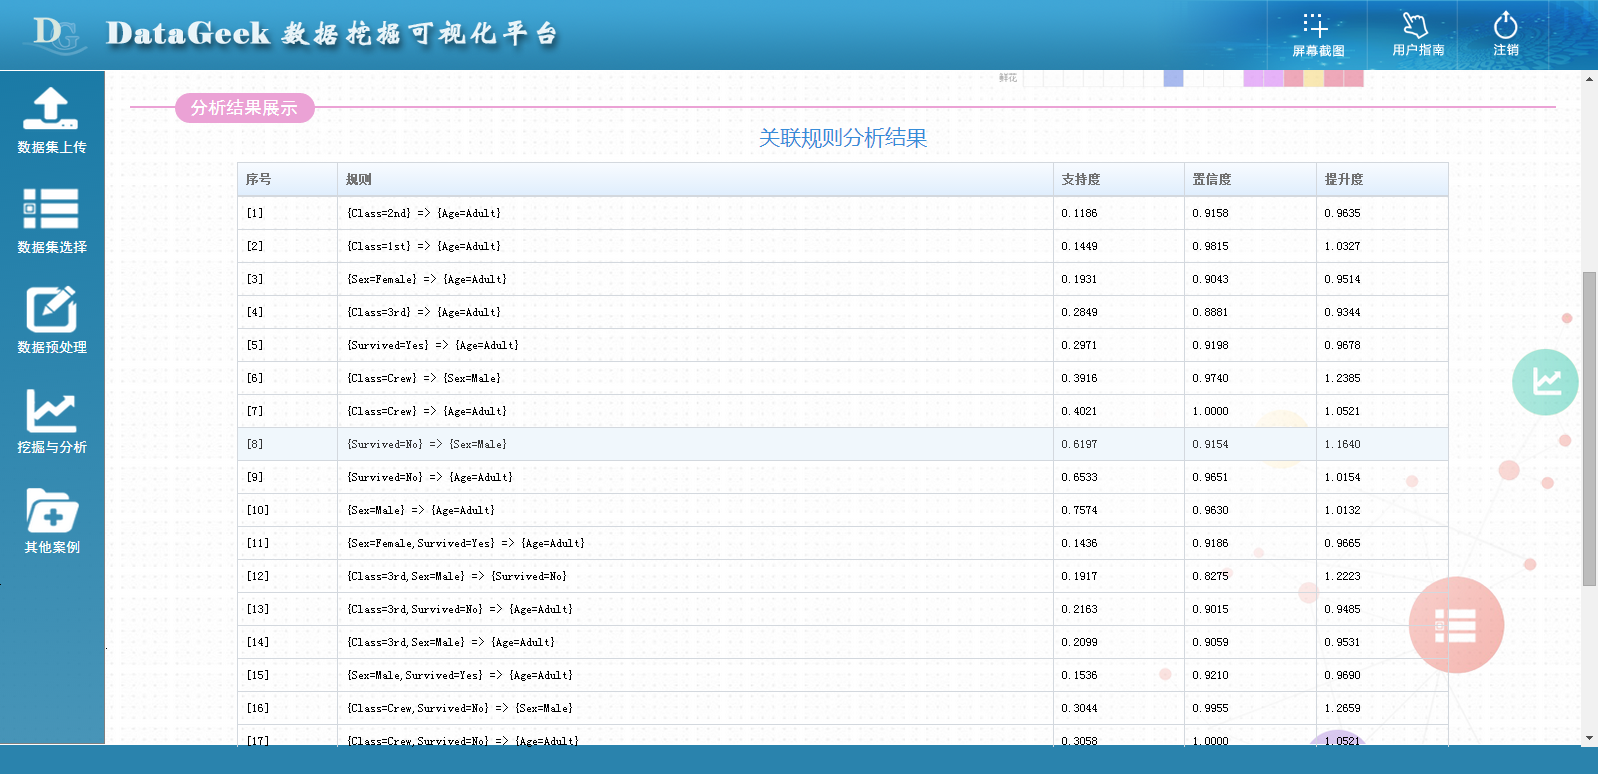 DG DataGeek 数据挖掘可视化平台
屏幕截图 用户指南 注销
鲜花
数据集上传
数据集选择
数据预处理
挖掘与分析
其他案例
分析结果展示
关联规则分析结果
序号 规则 支持度 置信度 提升度
[1] {Class=2nd} => {Age=Adult} 0.1186 0.9158 0.9635
[2] {Class=1st} => {Age=Adult} 0.1449 0.9815 1.0327
[3] {Sex=Female} => {Age=Adult} 0.1931 0.9043 0.9514
[4] {Class=3rd} => {Age=Adult} 0.2849 0.8881 0.9344
[5] {Survived=Yes} => {Age=Adult} 0.2971 0.9198 0.9678
[6] {Class=Crew} => {Sex=Male} 0.3916 0.9740 1.2385
[7] {Class=Crew} => {Age=Adult} 0.4021 1.0000 1.0521
[8] {Survived=No} => {Sex=Male} 0.6197 0.9154 1.1640
[9] {Survived=No} => {Age=Adult} 0.6533 0.9651 1.0154
[10] {Sex=Male} => {Age=Adult} 0.7574 0.9630 1.0132
[11] {Sex=Female,Survived=Yes} => {Age=Adult} 0.1436 0.9186 0.9665
[12] {Class=3rd,Sex=Male} => {Survived=No} 0.1917 0.8275 1.2223
[13] {Class=3rd,Survived=No} => {Age=Adult} 0.2163 0.9015 0.9485
[14] {Class=3rd,Sex=Male} => {Age=Adult} 0.2099 0.9059 0.9531
[15] {Sex=Male,Survived=Yes} => {Age=Adult} 0.1536 0.9210 0.9690
[16] {Class=Crew,Survived=No} => {Sex=Male} 0.3044 0.9955 1.2659
[17] {Class=Crew,Survived=No} => {Age=Adult} 0.3058 1.0000 1.0521